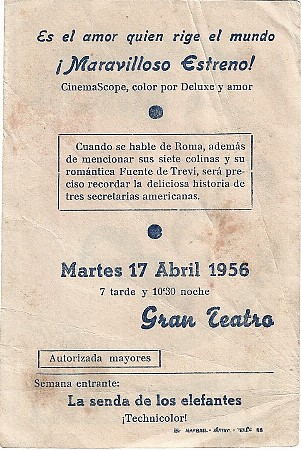 Es el amor quien rige el mundo
¡Maravilloso Estreno!
CinemaScope, color por Deluxe y amor
Cuando se hable de Roma, además
de mencionar sus siete colinas y su
romántica Fuente de Trevi, será pre-
ciso recordar la deliciosa historia de
tres secretarias americanas.
Martes 17 Abril 1956
7 tarde y 10'30 noche
Gran Teatro
Autorizada mayores
Semana entrante:
La senda de los elefantes
¡Technicolor!